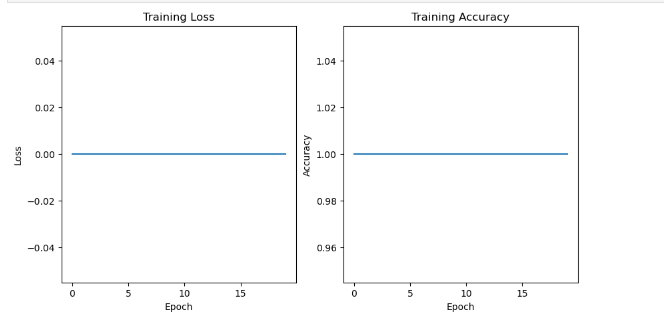 Training Loss
Loss
0.04
0.02
0.00
−0.02
−0.04
0 5 10 15
Epoch
Training Accuracy
Accuracy
1.04
1.02
1.00
0.98
0.96
0 5 10 15
Epoch